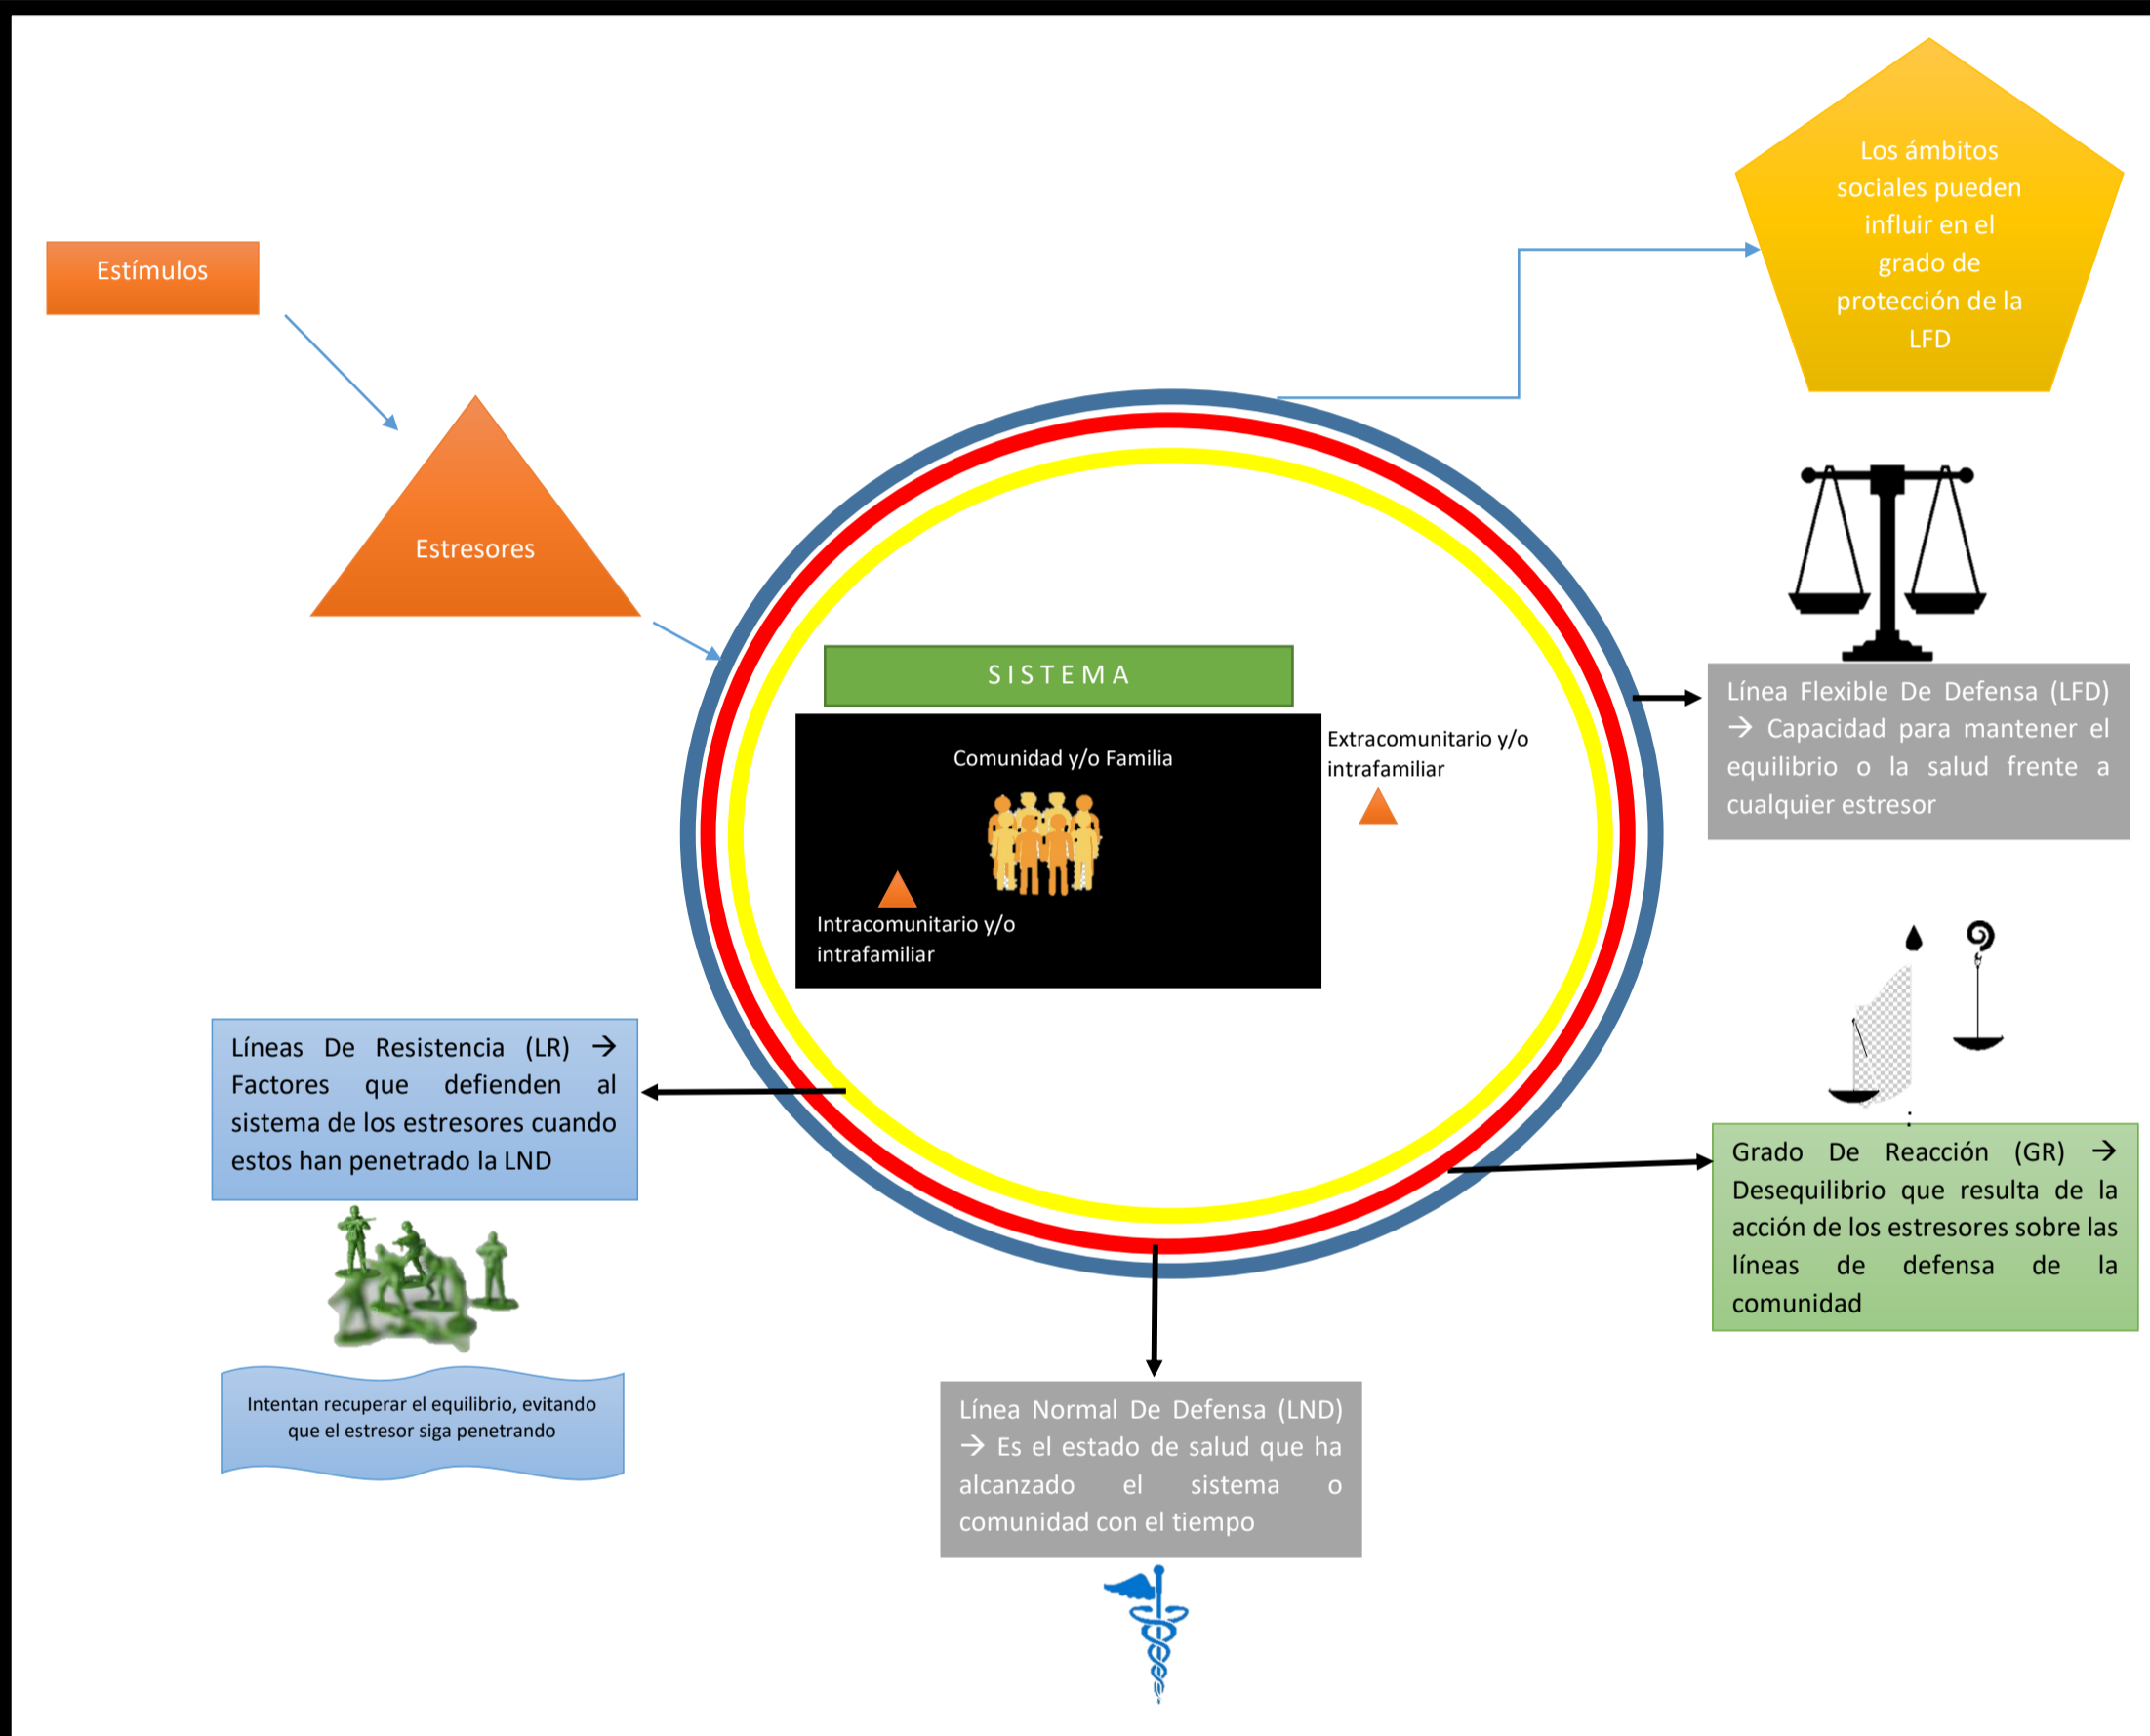 Los ámbitos
sociales pueden
influir en el
grado de
protección de la
LFD
Estímulos
Estresores
SISTEMA
Comunidad y/o Familia
Extracomunitario y/o
intrafamiliar
Intracomunitario y/o
intrafamiliar
Línea Flexible De Defensa (LFD)
→ Capacidad para mantener el
equilibrio o la salud frente a
cualquier estresor
Líneas De Resistencia (LR) →
Factores que defienden al
sistema de los estresores cuando
estos han penetrado la LND
Grado De Reacción (GR) →
Desequilibrio que resulta de la
acción de los estresores sobre las
líneas de defensa de la
comunidad
Intentan recuperar el equilibrio, evitando
que el estresor siga penetrando
Línea Normal De Defensa (LND)
→ Es el estado de salud que ha
alcanzado el sistema o
comunidad con el tiempo